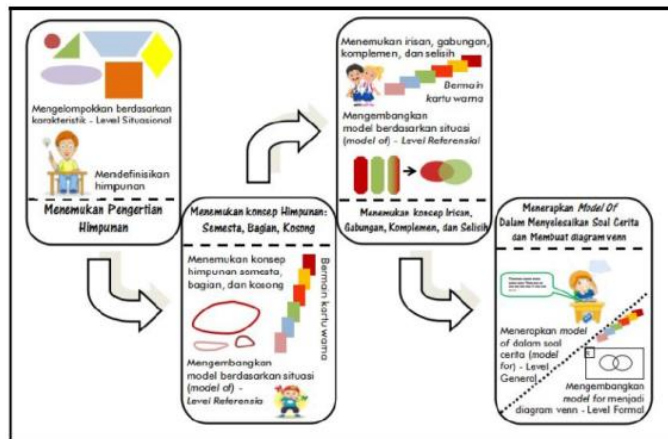 Mengelompokkan berdasarkan
karakteristik - Level Situasional
Mendefinisikan
himpunan
Menemukan Pengertian
Himpunan
Menemukan konsep Himpunan:
Semesta, Bagian, Kosong
Menemukan konsep
himpunan semesta,
bagian, dan kosong
Bermain kartu warna
Mengembangkan
model berdasarkan situasi
(model of) -
Level Referensia
Menemukan irisan, gabungan,
komplemen, dan selisih
Bermain
kartu warna
Mengembangkan
model berdasarkan situasi
(model of) - Level Referensial
Menemukan konsep Irisan,
Gabungan, Komplemen, dan Selisih
Menerapkan Model Of
Dalam Menyelesaikan Soal Cerita
dan Membuat diagram venn
Menerapkan model
of dalam soal
cerita (model
for) - Level
General
Mengembangkan
model for menjadi
diagram venn - Level Formal